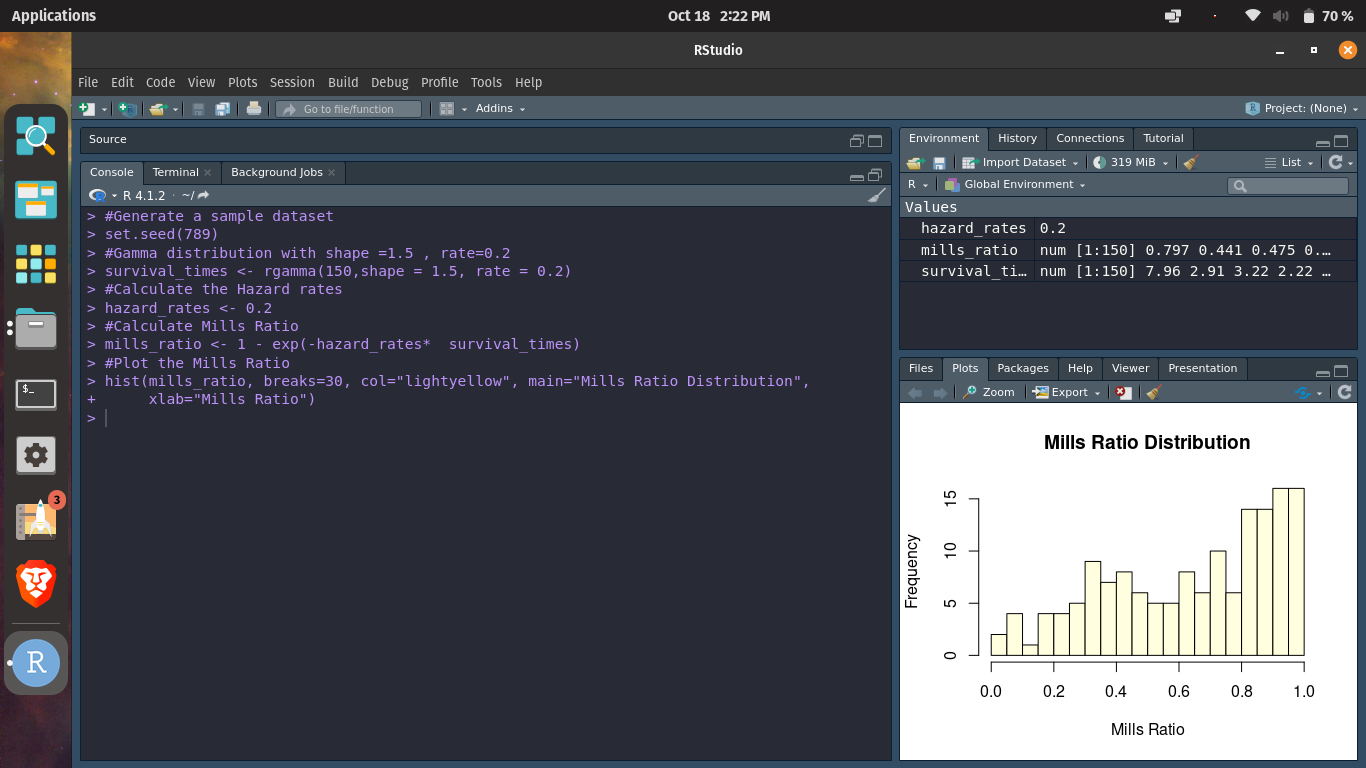 Applications
Oct 18 2:22 PM
70 %
RStudio
File Edit Code View Plots Session Build Debug Profile Tools Help
Go to file/function
Addins
Project: (None)
Source
Console Terminal Background Jobs
R 4.1.2 · ~/
> #Generate a sample dataset
> set.seed(789)
> #Gamma distribution with shape =1.5 , rate=0.2
> survival_times <- rgamma(150,shape = 1.5, rate = 0.2)
> #Calculate the Hazard rates
> hazard_rates <- 0.2
> #Calculate Mills Ratio
> mills_ratio <- 1 - exp(-hazard_rates*  survival_times)
> #Plot the Mills Ratio
> hist(mills_ratio, breaks=30, col="lightyellow", main="Mills Ratio Distribution",
+      xlab="Mills Ratio")
>
Environment History Connections Tutorial
Import Dataset 319 MiB List
R Global Environment
Values
hazard_rates 0.2
mills_ratio num [1:150] 0.797 0.441 0.475 0.…
survival_ti… num [1:150] 7.96 2.91 3.22 2.22 …
Files Plots Packages Help Viewer Presentation
Zoom Export
Mills Ratio Distribution
Frequency
15
10
5
0
0.0 0.2 0.4 0.6 0.8 1.0
Mills Ratio
$_
3
R